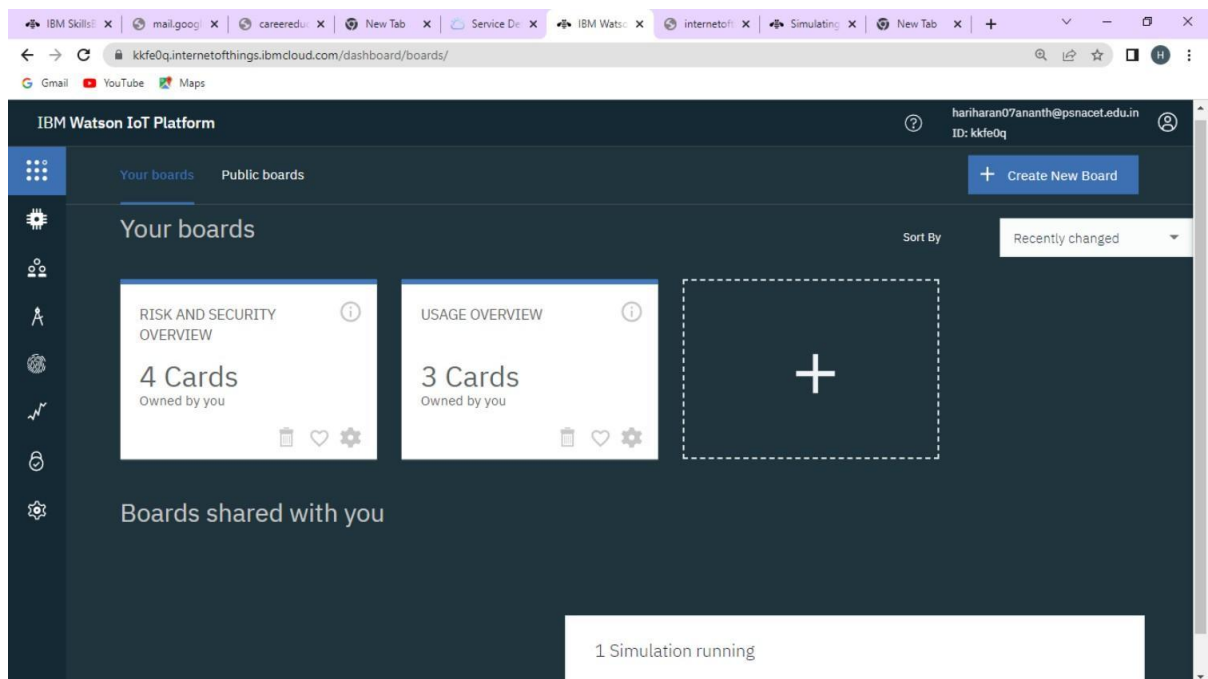 IBM SkillsB
mail.googl
careereduc
New Tab
Service De
IBM Watso
internetoft
Simulating
New Tab
kkfe0q.internetofthings.ibmcloud.com/dashboard/boards/
H
Gmail
YouTube
Maps
IBM Watson IoT Platform
hariharan07ananth@psnacet.edu.in
ID: kkfe0q
Your boards
Public boards
+ Create New Board
Your boards
Sort By
Recently changed
RISK AND SECURITY
OVERVIEW
4 Cards
Owned by you
USAGE OVERVIEW
3 Cards
Owned by you
Boards shared with you
1 Simulation running